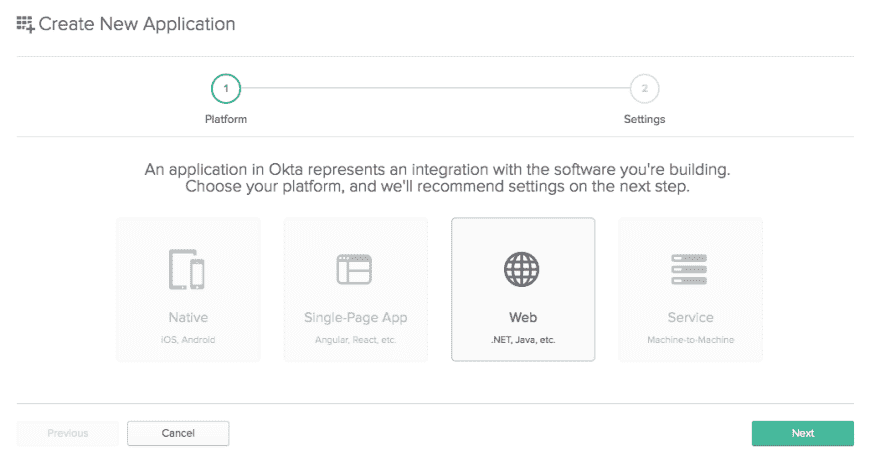 Create New Application
1
2
Platform
Settings
An application in Okta represents an integration with the software you're building.
Choose your platform, and we'll recommend settings on the next step.
Native
iOS, Android
Single-Page App
Angular, React, etc.
Web
.NET, Java, etc.
Service
Machine-to-Machine
Previous
Cancel
Next